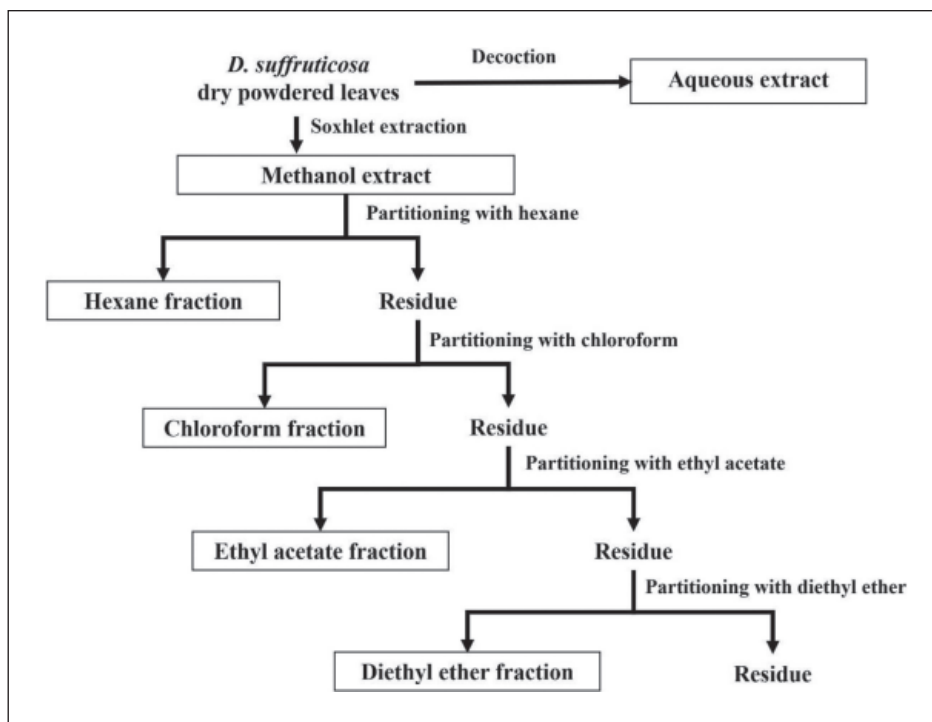 D. suffruticosa
dry powdered leaves
Decoction
Aqueous extract
Soxhlet extraction
Methanol extract
Partitioning with hexane
Hexane fraction
Residue
Partitioning with chloroform
Chloroform fraction
Residue
Partitioning with ethyl acetate
Ethyl acetate fraction
Residue
Partitioning with diethyl ether
Diethyl ether fraction
Residue